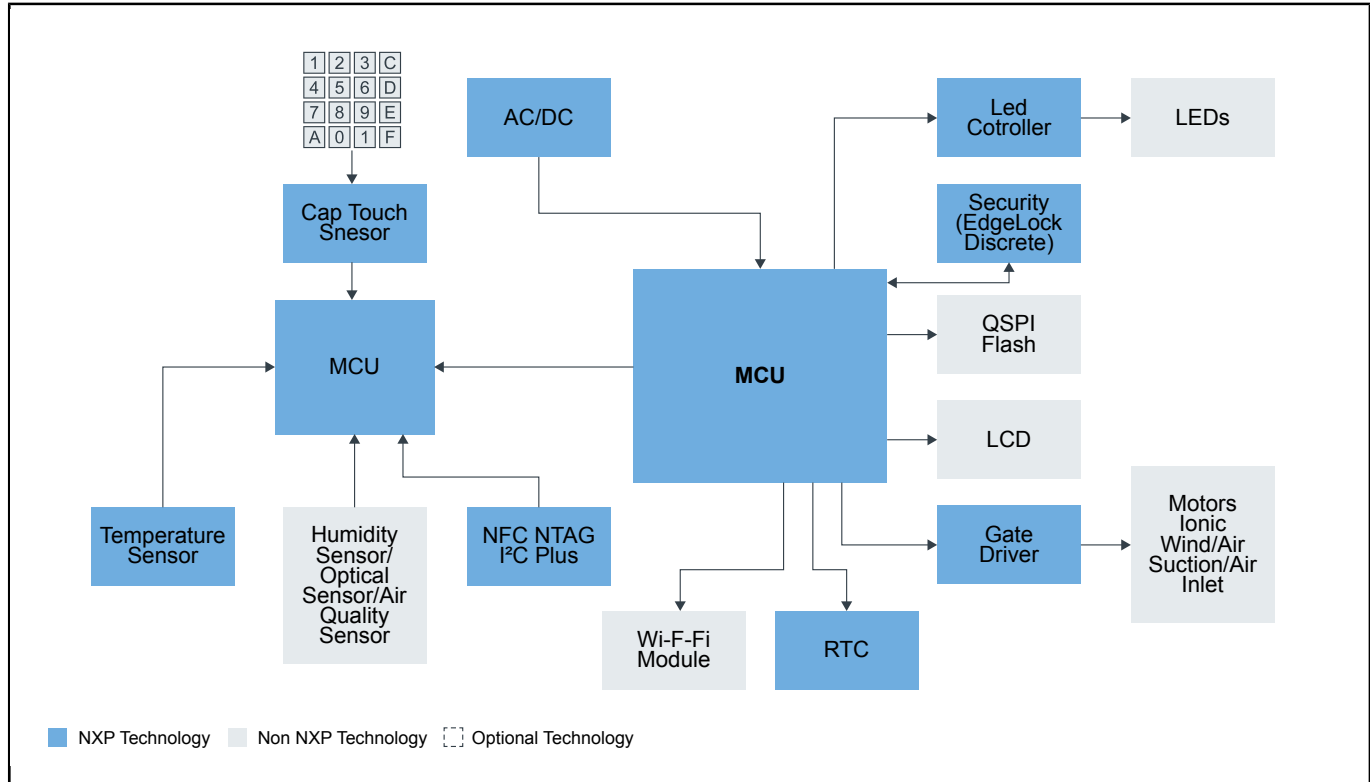 1 2 3 C
4 5 6 D
7 8 9 E
A 0 1 F
Cap Touch
Snesor
MCU
Temperature
Sensor
Humidity
Sensor/
Optical
Sensor/Air
Quality
Sensor
NFC NTAG
I²C Plus
AC/DC
MCU
Led
Cotroller
LEDs
Security
(EdgeLock
Discrete)
QSPI
Flash
LCD
Gate
Driver
Motors
Ionic
Wind/Air
Suction/Air
Inlet
Wi-F-Fi
Module
RTC
NXP Technology
Non NXP Technology
Optional Technology